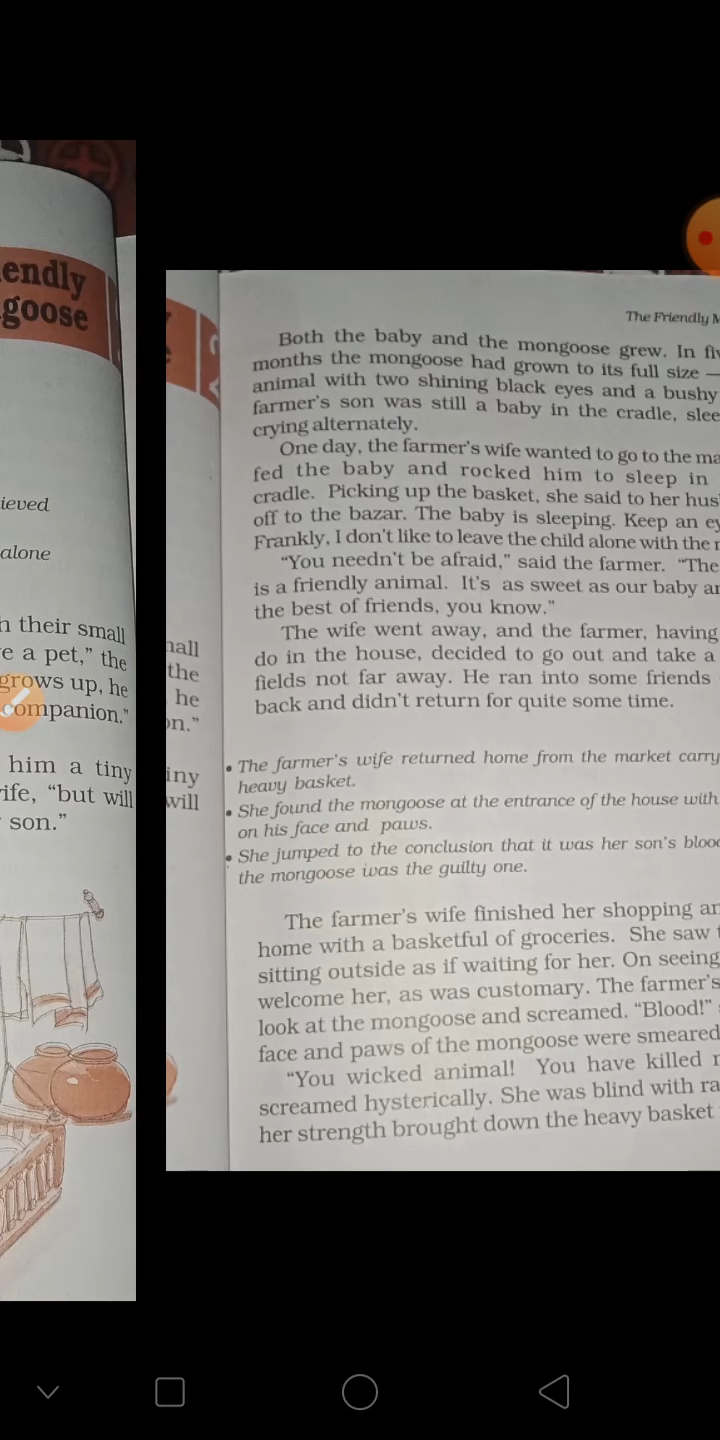 endly
goose
ieved
alone
their small
e a pet,” the
grows up, he
companion.”
him a tiny
ife, “but will
son.”
the
he
on.”
iny
will
The Friendly
Both the baby and the mongoose grew. In
months the mongoose had grown to its full size —
animal with two shining black eyes and a bushy
farmer's son was still a baby in the cradle, slee
crying alternately.
One day, the farmer's wife wanted to go to the ma
fed the baby and rocked him to sleep in
cradle. Picking up the basket, she said to her hus
off to the bazar. The baby is sleeping. Keep an ey
Frankly, I don't like to leave the child alone with the
“You needn't be afraid,” said the farmer. “The
is a friendly animal. It's as sweet as our baby an
the best of friends, you know.”
The wife went away, and the farmer, having
do in the house, decided to go out and take a
fields not far away. He ran into some friends
back and didn't return for quite some time.
• The farmer's wife returned home from the market carry
heavy basket.
• She found the mongoose at the entrance of the house with
on his face and paws.
• She jumped to the conclusion that it was her son's blood
the mongoose was the guilty one.
The farmer's wife finished her shopping an
home with a basketful of groceries. She saw t
sitting outside as if waiting for her. On seeing
welcome her, as was customary. The farmer's
look at the mongoose and screamed. “Blood!”
face and paws of the mongoose were smeared
“You wicked animal! You have killed
screamed hysterically. She was blind with ra
her strength brought down the heavy basket